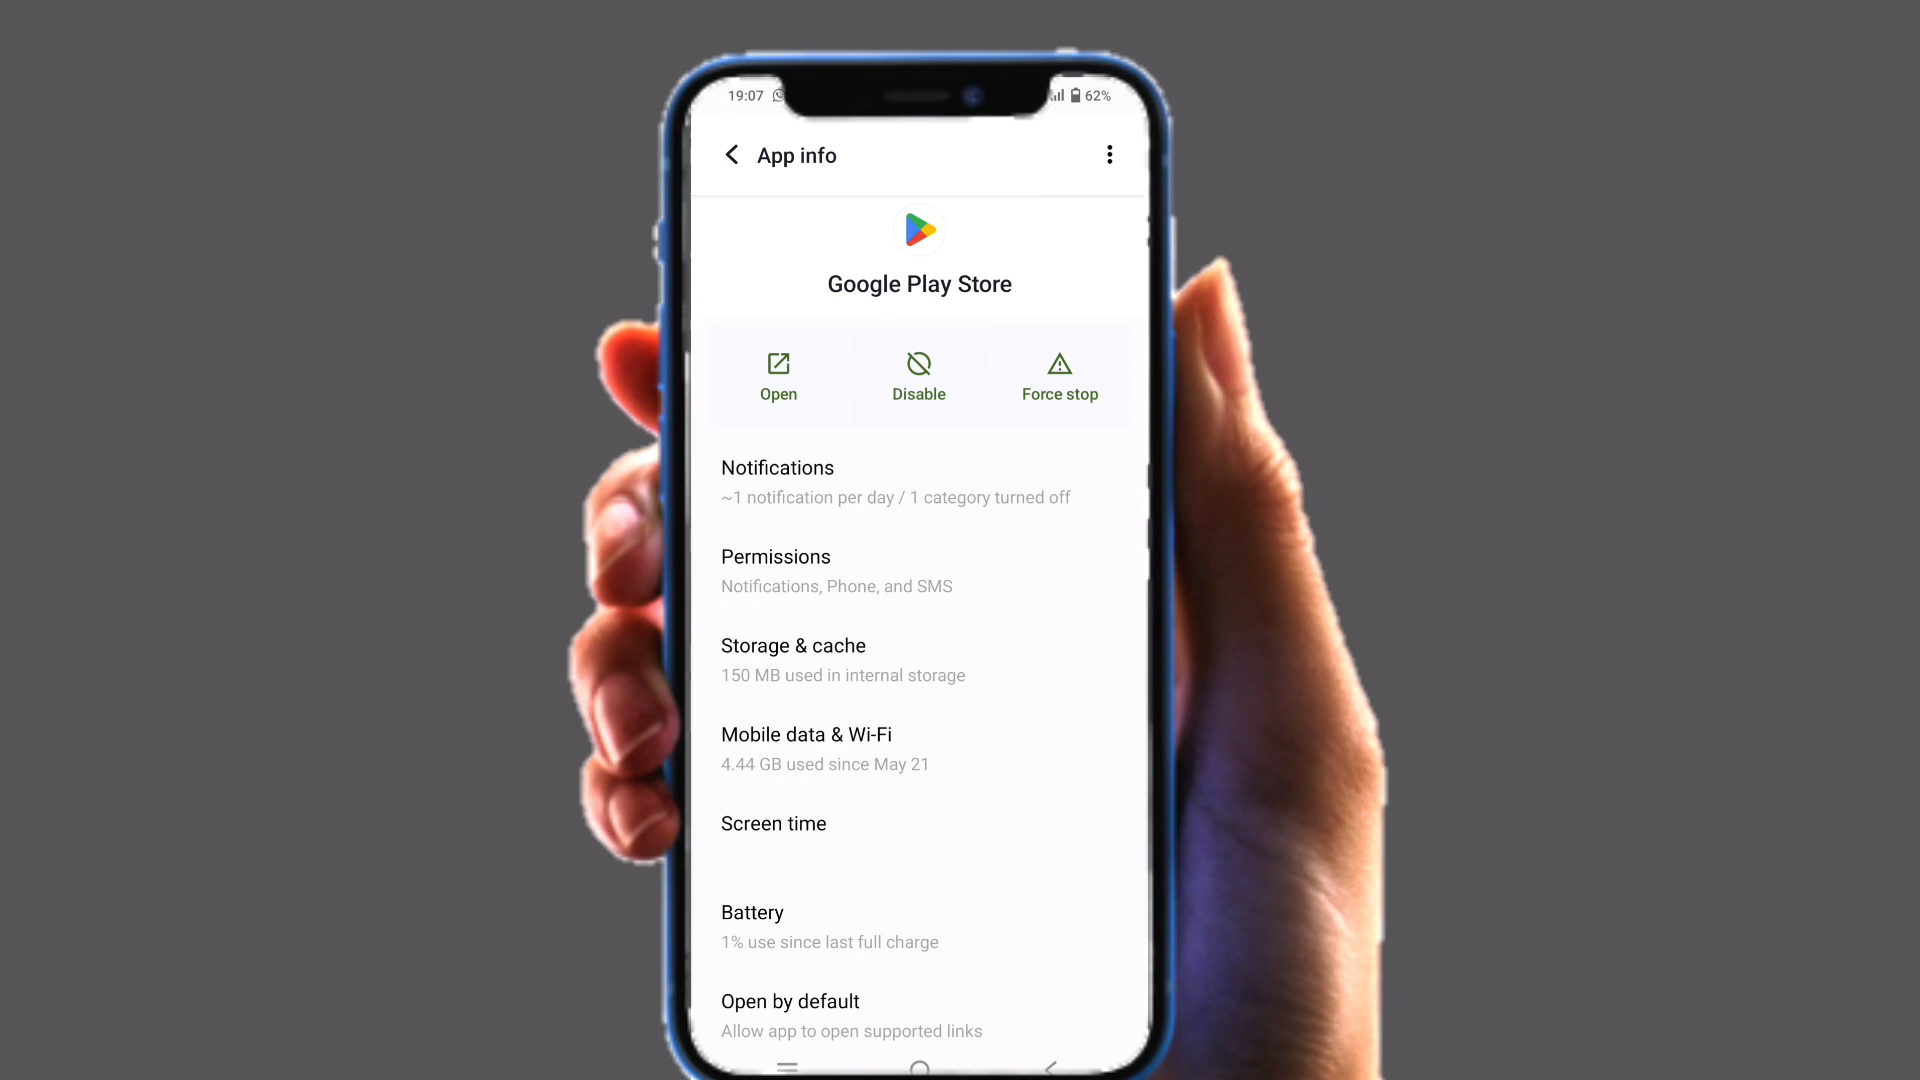 19:07
62%
App info
Google Play Store
Open
Disable
Force stop
Notifications
~1 notification per day / 1 category turned off
Permissions
Notifications, Phone, and SMS
Storage & cache
150 MB used in internal storage
Mobile data & Wi-Fi
4.44 GB used since May 21
Screen time
Battery
1% use since last full charge
Open by default
Allow app to open supported links